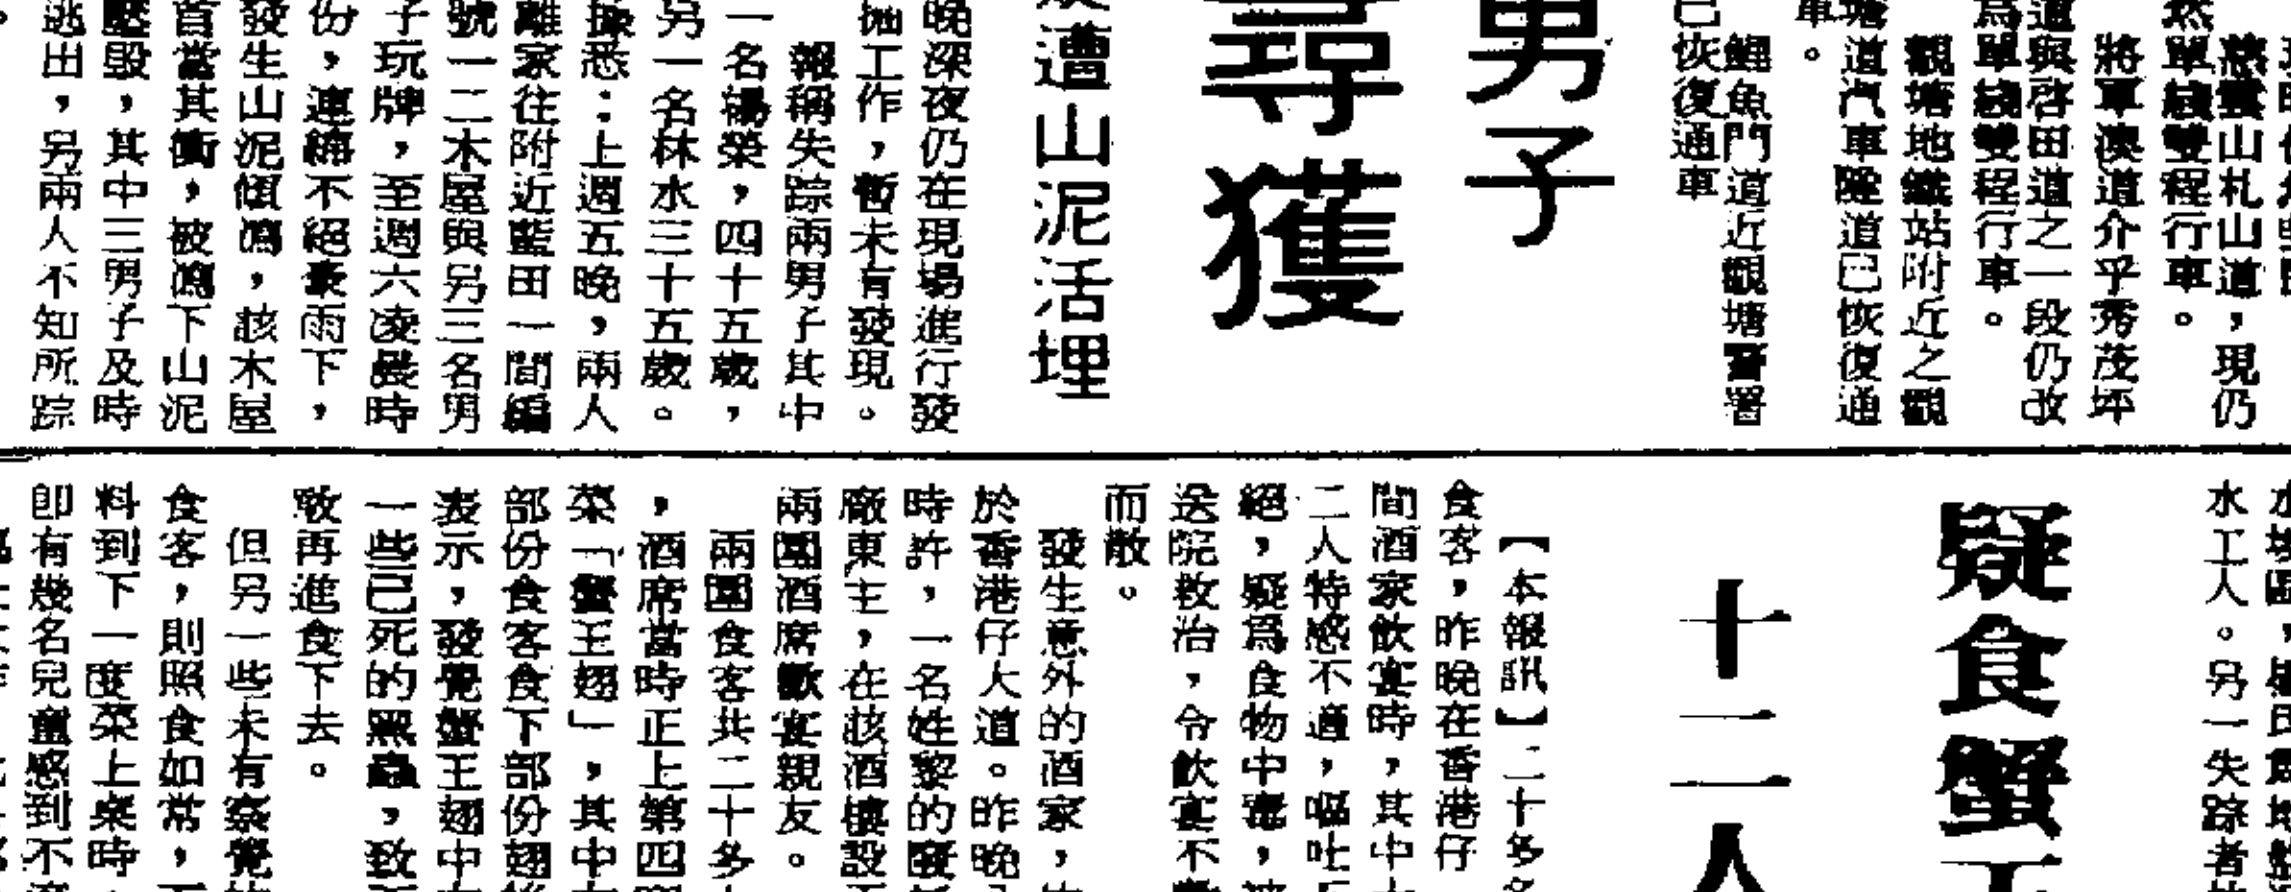 慈雲山札山道，現仍
然單綫雙程行車。
將軍澳道介乎秀茂坪
道與啓田道之一段仍改
爲單綫雙程行車。
觀塘地鐵站附近之觀
塘道汽車隧道已恢復通
車。
鯉魚門道近觀塘警署
已恢復通車
男子
尋獲
遭山泥活埋
晚深夜仍在現場進行發
掘工作，暫未有發現。
報稱失踪兩男子其中
一名楊榮，四十五歲，
另一名林水三十五歲。
據悉：上週五晚，兩人
離家往附近藍田一間編
號一二木屋與另三名男
子玩牌，至週六凌晨時
份，連綿不絕豪雨下，
發生山泥傾瀉，該木屋
首當其衝，被瀉下山泥
壓毀，其中三男子及時
逃出，另兩人不知所踪
水工人。另一失踪者
疑食蟹王
十二人
【本報訊】二十多名
食客，昨晚在香港仔
間酒家飲宴時，其中十
二人特感不適，嘔吐
絕，疑爲食物中毒，被
送院救治，令飲宴不歡
而散。
發生意外的酒家，位
於香港仔大道。昨晚
時許，一名姓黎的
廠東主，在該酒樓設
兩圍酒席歡宴親友。
兩圍食客共二十多
，酒席當時正上第四
菜「蟹王翅」，其中
部份食客食下部份翅後
表示，發覺蟹王翅中有
一些已死的黑蟲，致
敢再進食下去。
但另一些未有察覺
食客，則照食如常，
料到下一度菜上桌時
即有幾名兒童感到不適